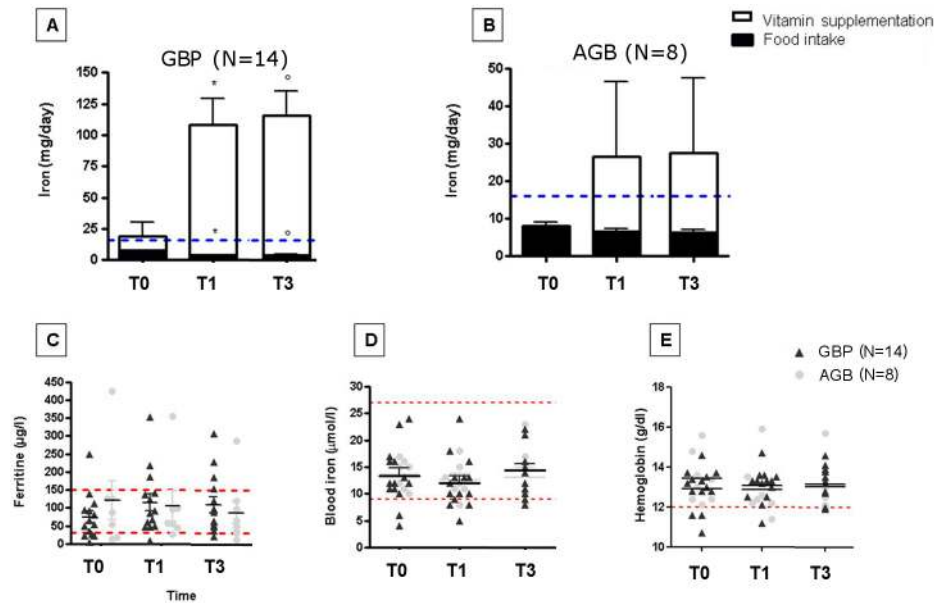 A
GBP (N=14)
Iron (mg/day)
150
125
100
75
50
25
0
*
°
*
°
T0 T1 T3
B
AGB (N=8)
Vitamin supplementation
Food intake
Iron (mg/day)
50
40
30
20
10
0
T0 T1 T3
C
Ferritine (µg/l)
450
400
350
300
250
200
150
100
50
0
T0 T1 T3
Time
D
Blood iron (µmol/l)
30
25
20
15
10
5
0
T0 T1 T3
E
GBP (N=14)
AGB (N=8)
Hemoglobin (g/dl)
18
16
14
12
10
T0 T1 T3